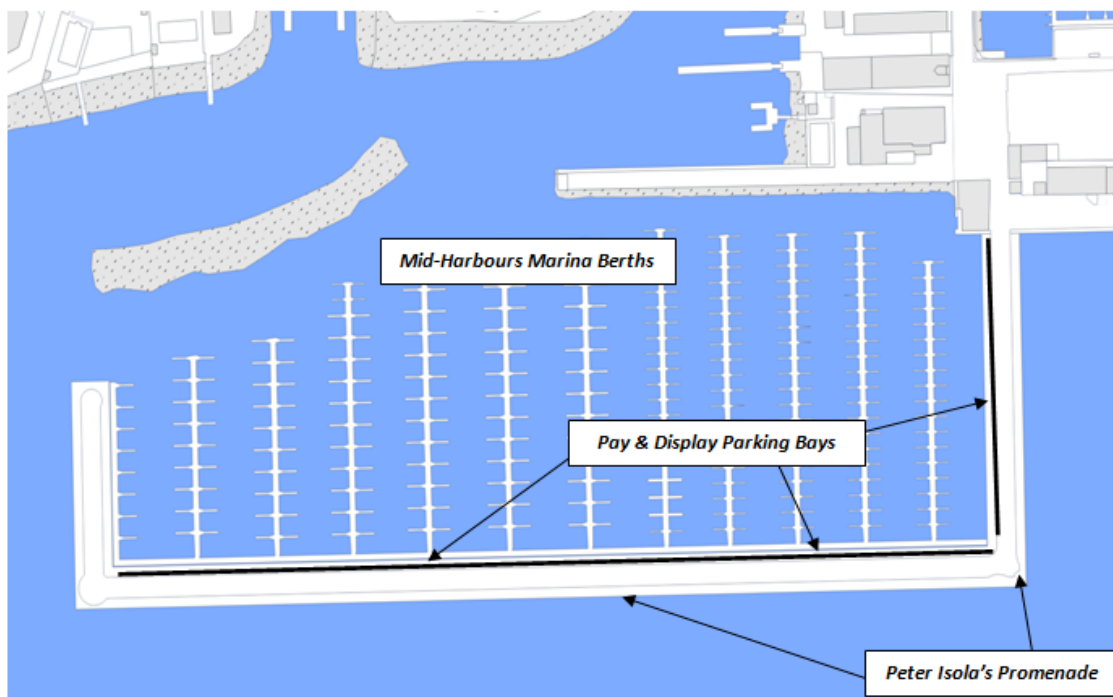 Mid-Harbours Marina Berths
Pay & Display Parking Bays
Peter Isola's Promenade